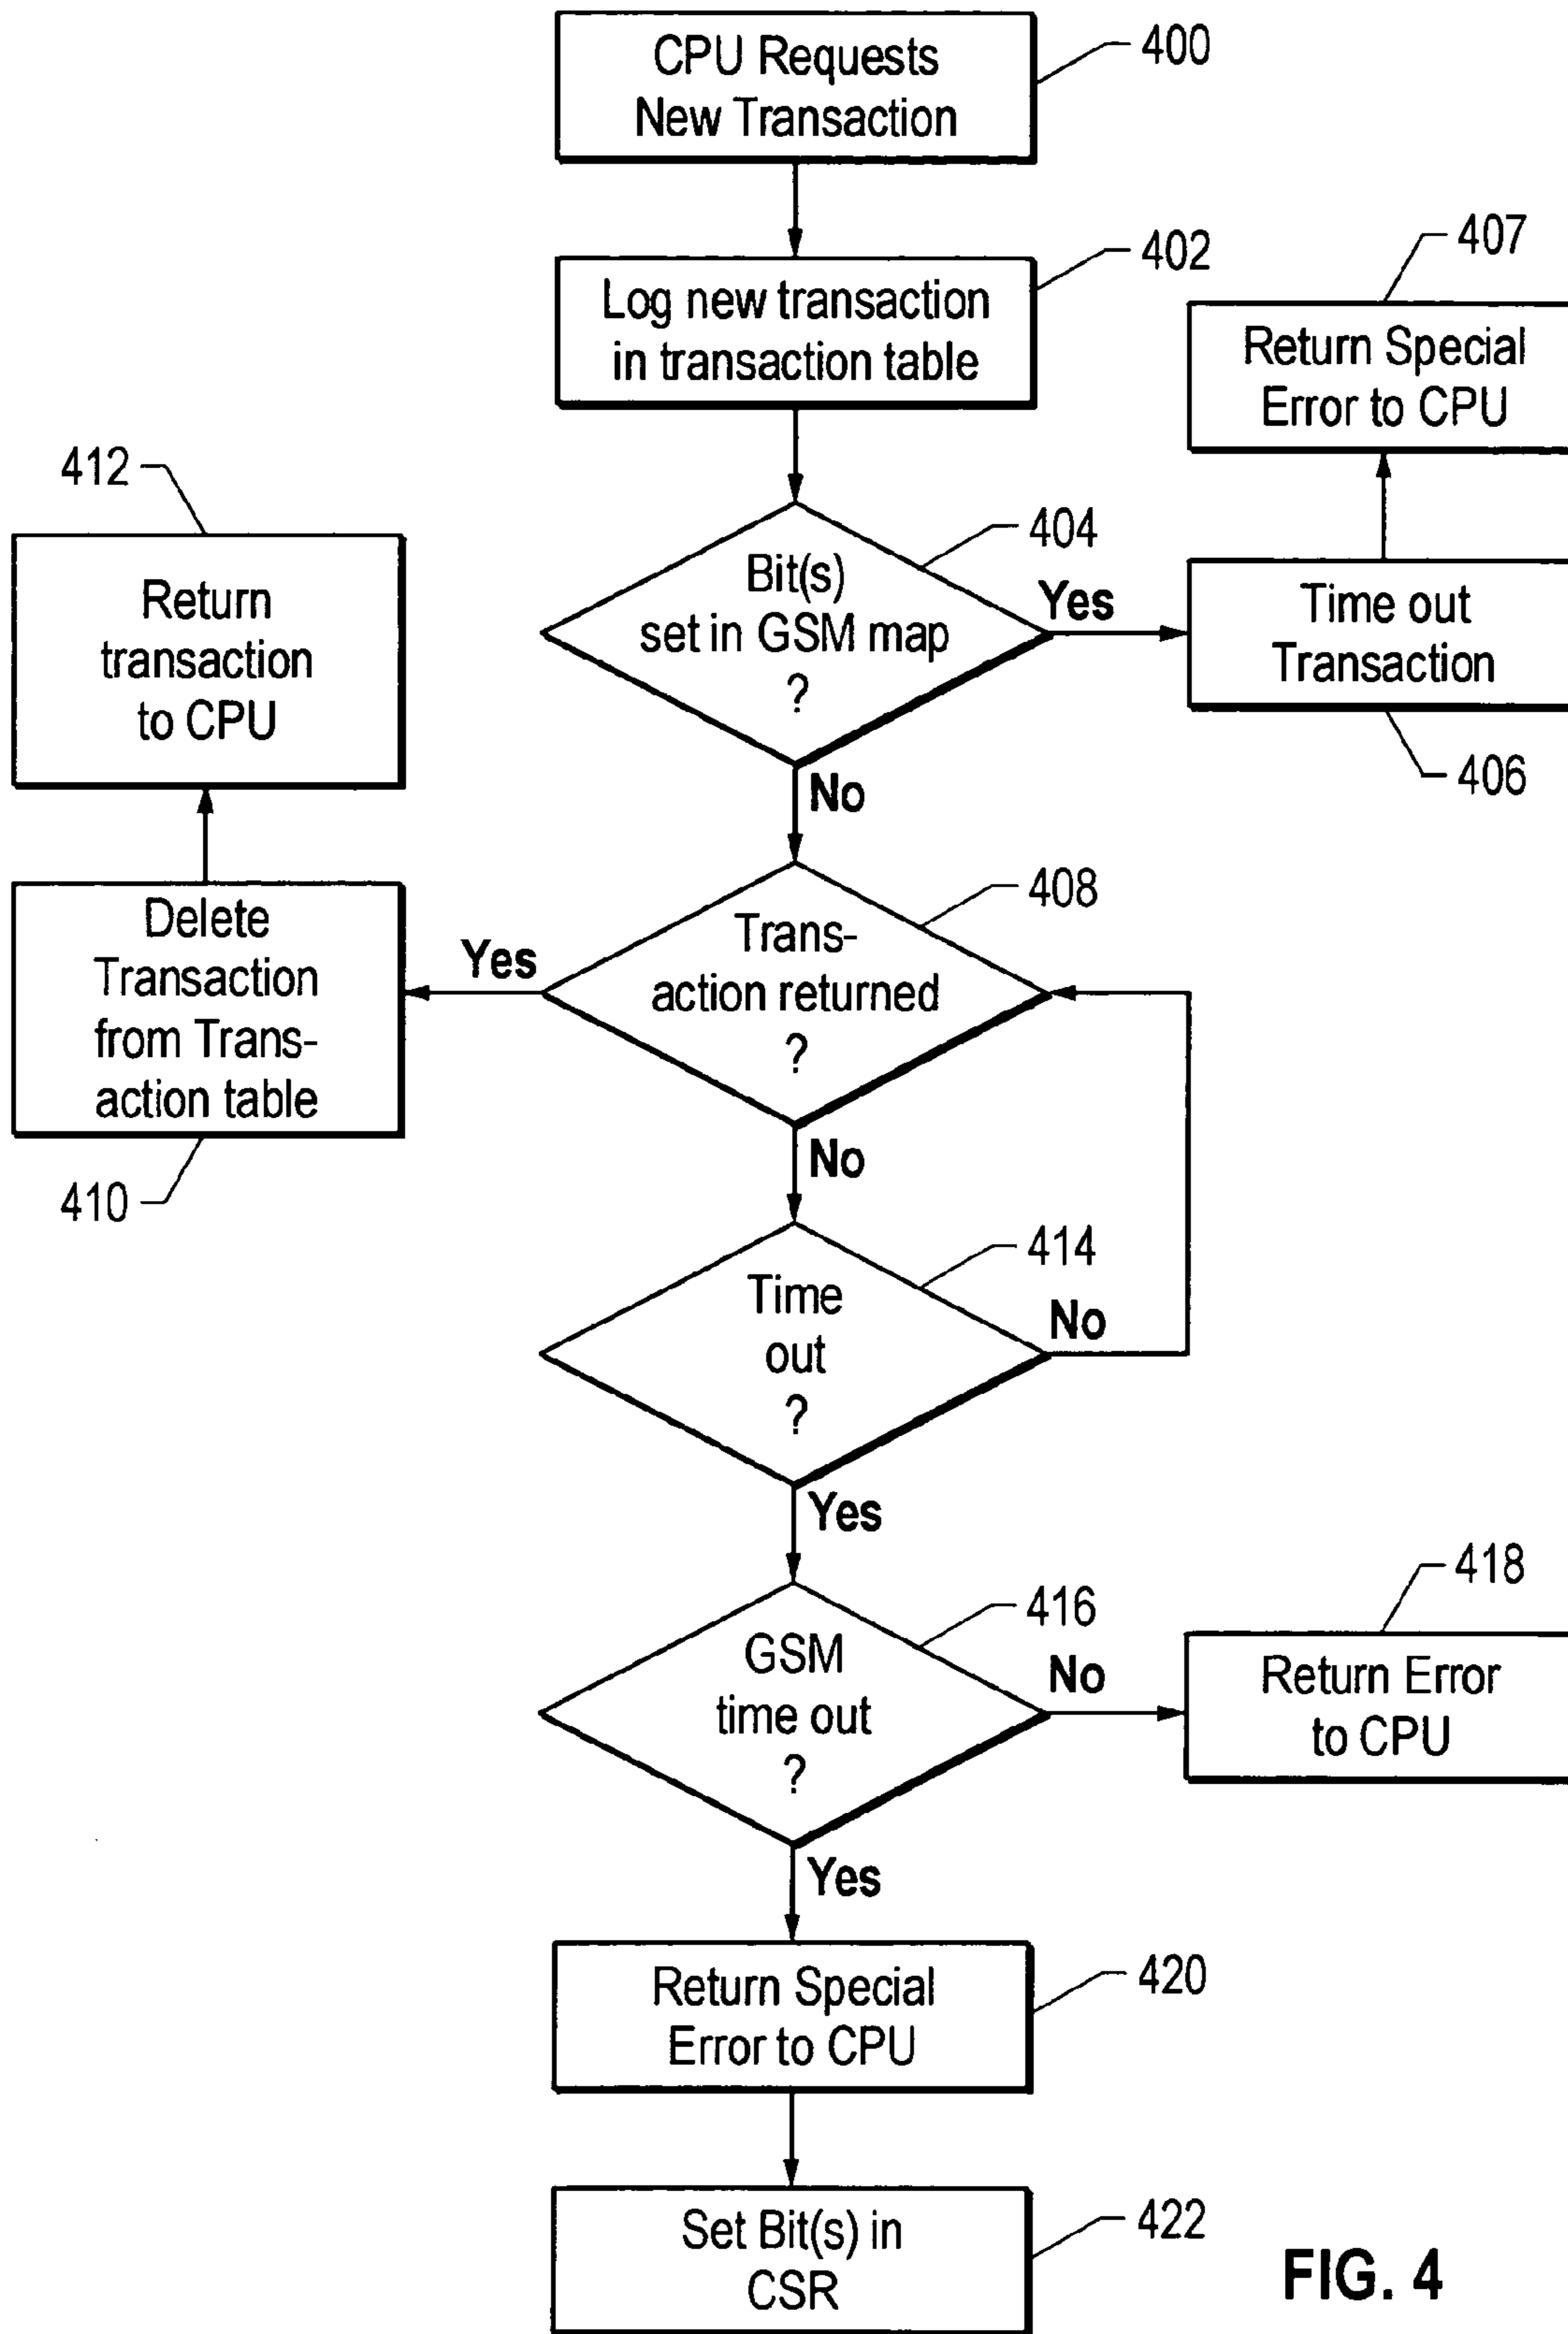 CPU Requests
New Transaction
400
402
Log new transaction
in transaction table
407
Return Special
Error to CPU
412
Return
transaction
to CPU
404
Bit(s)
set in GSM map
?
Yes
Time out
Transaction
406
No
408
Trans-
action returned
?
Yes
Delete
Transaction
from Trans-
action table
410
No
414
Time
out
?
No
Yes
416
GSM
time out
?
No
418
Return Error
to CPU
Yes
Return Special
Error to CPU
420
Set Bit(s) in
CSR
422
FIG. 4